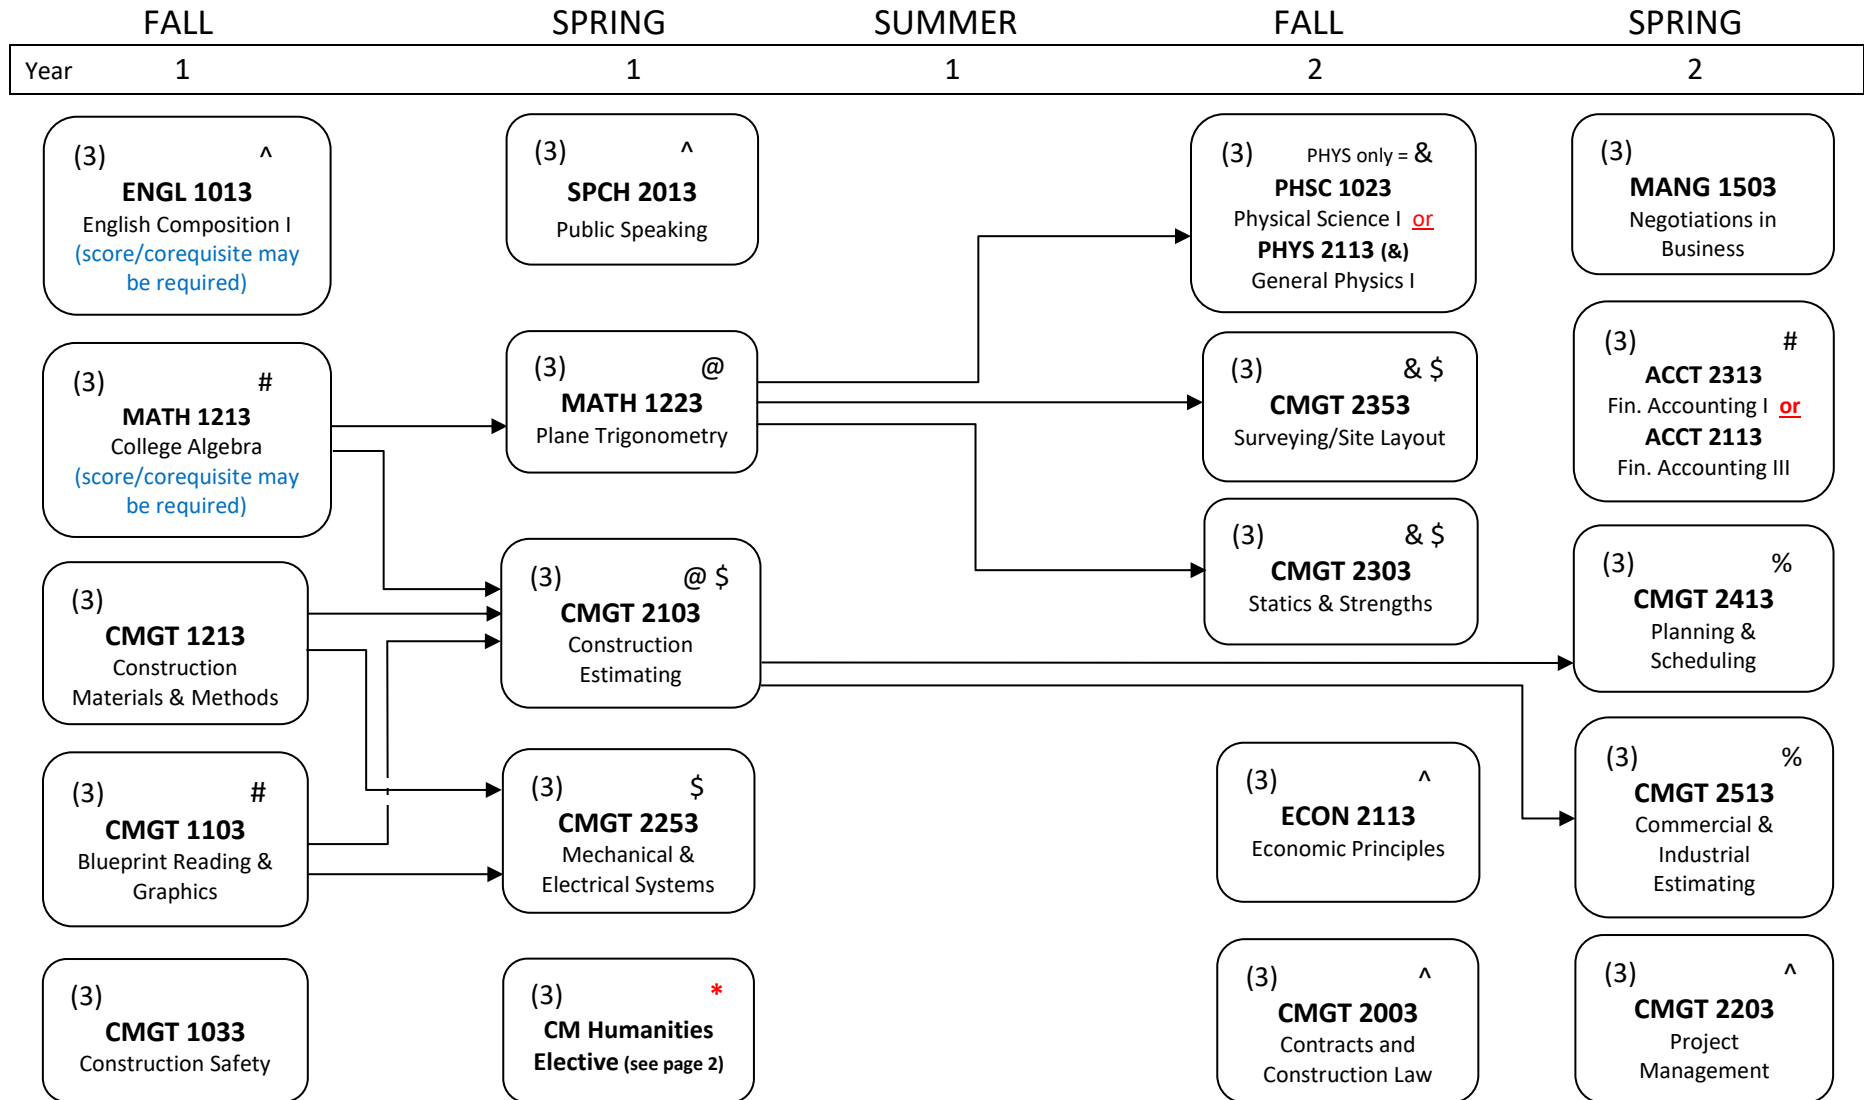 FALL SPRING SUMMER FALL SPRING
Year 1 1 1 2 2
(3) ^
ENGL 1013
English Composition I
(score/corequisite may
be required)
(3) #
MATH 1213
College Algebra
(score/corequisite may
be required)
(3)
CMGT 1213
Construction
Materials & Methods
(3) #
CMGT 1103
Blueprint Reading &
Graphics
(3)
CMGT 1033
Construction Safety
(3) ^
SPCH 2013
Public Speaking
(3) @
MATH 1223
Plane Trigonometry
(3) @ $
CMGT 2103
Construction
Estimating
(3) $
CMGT 2253
Mechanical &
Electrical Systems
(3) *
CM Humanities
Elective (see page 2)
(3) PHYS only = &
PHSC 1023
Physical Science I or
PHYS 2113 (&)
General Physics I
(3) & $
CMGT 2353
Surveying/Site Layout
(3) & $
CMGT 2303
Statics & Strengths
(3) ^
ECON 2113
Economic Principles
(3) ^
CMGT 2003
Contracts and
Construction Law
(3)
MANG 1503
Negotiations in
Business
(3) #
ACCT 2313
Fin. Accounting I or
ACCT 2113
Fin. Accounting III
(3) %
CMGT 2413
Planning &
Scheduling
(3) %
CMGT 2513
Commercial &
Industrial
Estimating
(3) ^
CMGT 2203
Project
Management